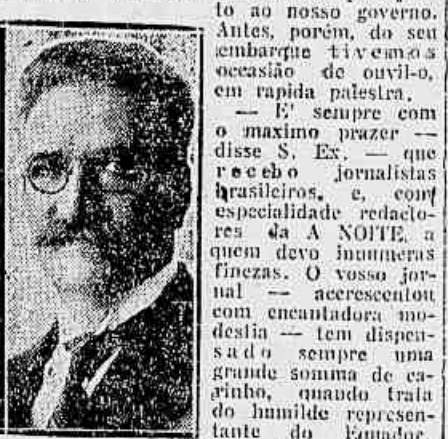 to ao nosso governo.
Antes, porém, do seu
embarque tivemos
occasião de ouvil-o,
em rapida palestra.
— E' sempre com
o maximo prazer —
disse S. Ex. — que
recebo jornalistas
brasileiros, e, com
especialidade redacto-
res da A NOITE, a
quem devo innumeras
finezas. O vosso jor-
nal — accrescentou
com encantadora mo-
destia — tem dispen-
sado sempre uma
grande somma de ca-
rinho, quando trata
do humilde represen-
tante do Equador,